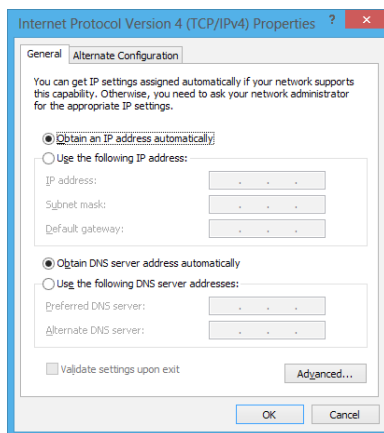 Internet Protocol Version 4 (TCP/IPv4) Properties ? ×
General Alternate Configuration
You can get IP settings assigned automatically if your network supports
this capability. Otherwise, you need to ask your network administrator
for the appropriate IP settings.
Obtain an IP address automatically
Use the following IP address:
IP address: . . .
Subnet mask: . . .
Default gateway: . . .
Obtain DNS server address automatically
Use the following DNS server addresses:
Preferred DNS server: . . .
Alternate DNS server: . . .
Validate settings upon exit
Advanced...
OK Cancel